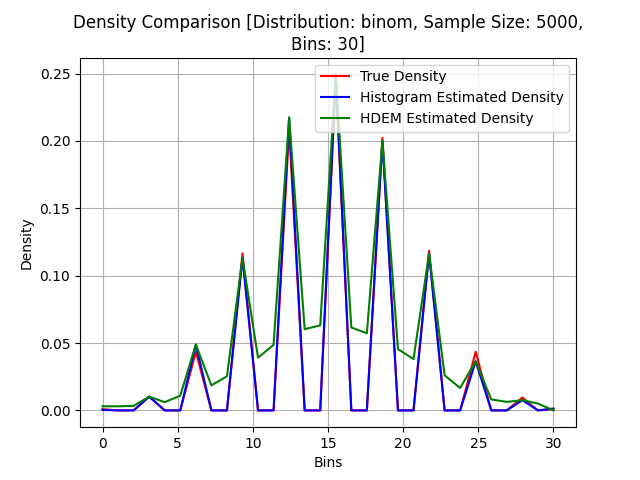 Density Comparison [Distribution: binom, Sample Size: 5000,
Bins: 30]
True Density
Histogram Estimated Density
HDEM Estimated Density
0.25
0.20
0.15
0.10
0.05
0.00
Density
0 5 10 15 20 25 30
Bins